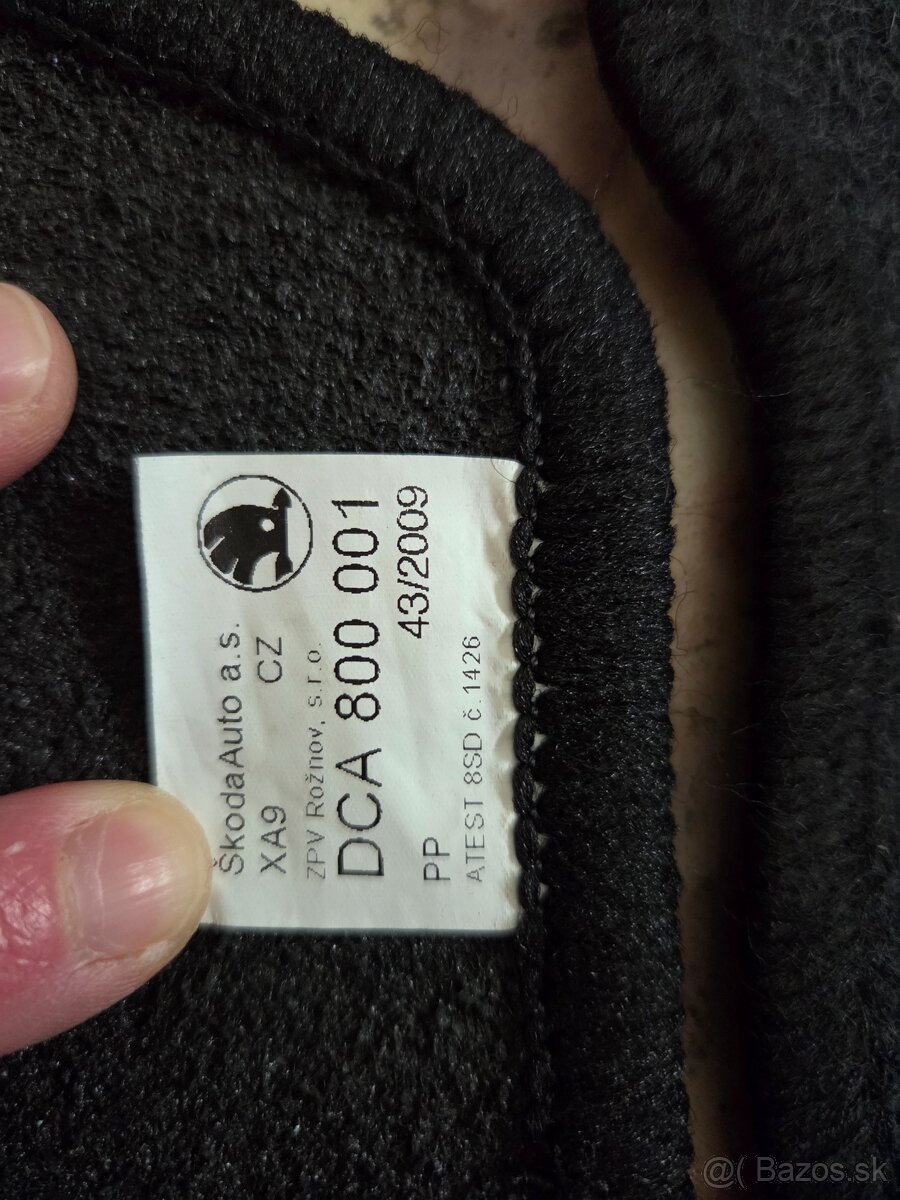 ŠkodaAuto a.s.
XA9 CZ
ZPV Rožnov, s.r.o.
DCA 800 001
43/2009
PP
ATEST 8SD č.1426
@( Bazos.sk